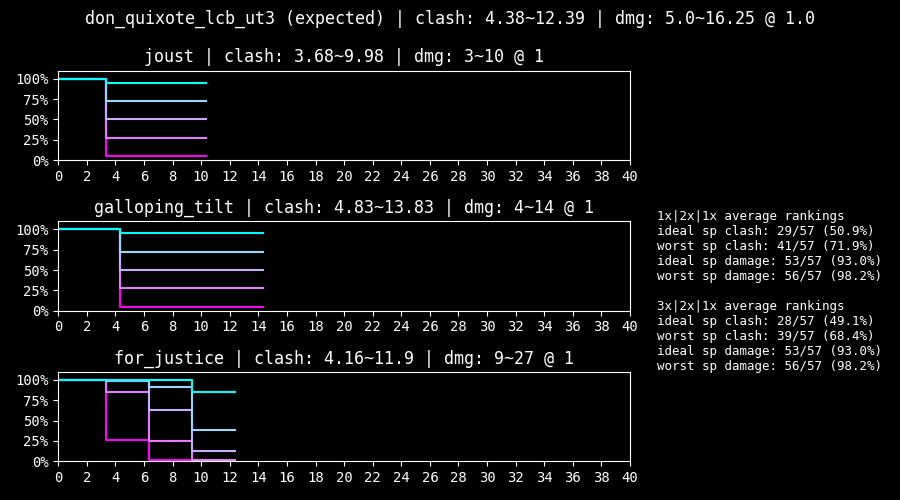 don_quixote_lcb_ut3 (expected) | clash: 4.38~12.39 | dmg: 5.0~16.25 @ 1.0
joust | clash: 3.68~9.98 | dmg: 3~10 @ 1
100%
75%
50%
25%
0%
0 2 4 6 8 10 12 14 16 18 20 22 24 26 28 30 32 34 36 38 40
galloping_tilt | clash: 4.83~13.83 | dmg: 4~14 @ 1
100%
75%
50%
25%
0%
0 2 4 6 8 10 12 14 16 18 20 22 24 26 28 30 32 34 36 38 40
for_justice | clash: 4.16~11.9 | dmg: 9~27 @ 1
100%
75%
50%
25%
0%
0 2 4 6 8 10 12 14 16 18 20 22 24 26 28 30 32 34 36 38 40
1x|2x|1x average rankings
ideal sp clash: 29/57 (50.9%)
worst sp clash: 41/57 (71.9%)
ideal sp damage: 53/57 (93.0%)
worst sp damage: 56/57 (98.2%)
3x|2x|1x average rankings
ideal sp clash: 28/57 (49.1%)
worst sp clash: 39/57 (68.4%)
ideal sp damage: 53/57 (93.0%)
worst sp damage: 56/57 (98.2%)